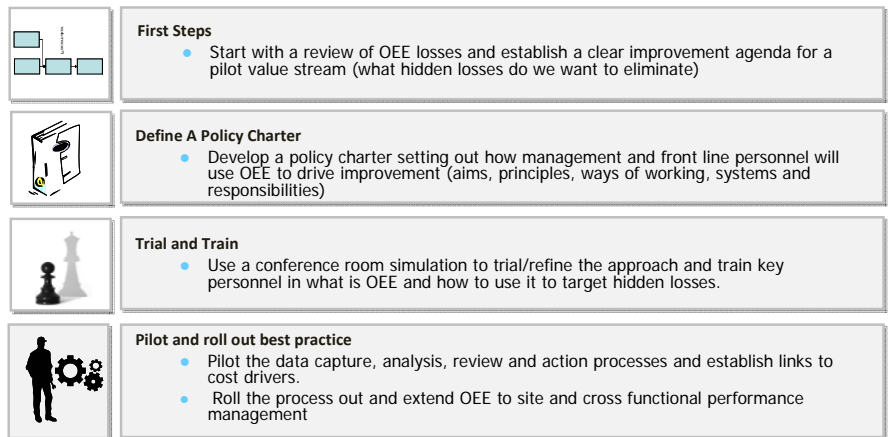 First Steps
Start with a review of OEE losses and establish a clear improvement agenda for a
pilot value stream (what hidden losses do we want to eliminate)
Define A Policy Charter
Develop a policy charter setting out how management and front line personnel will
use OEE to drive improvement (aims, principles, ways of working, systems and
responsibilities)
Trial and Train
Use a conference room simulation to trial/refine the approach and train key
personnel in what is OEE and how to use it to target hidden losses.
Pilot and roll out best practice
Pilot the data capture, analysis, review and action processes and establish links to
cost drivers.
Roll the process out and extend OEE to site and cross functional performance
management